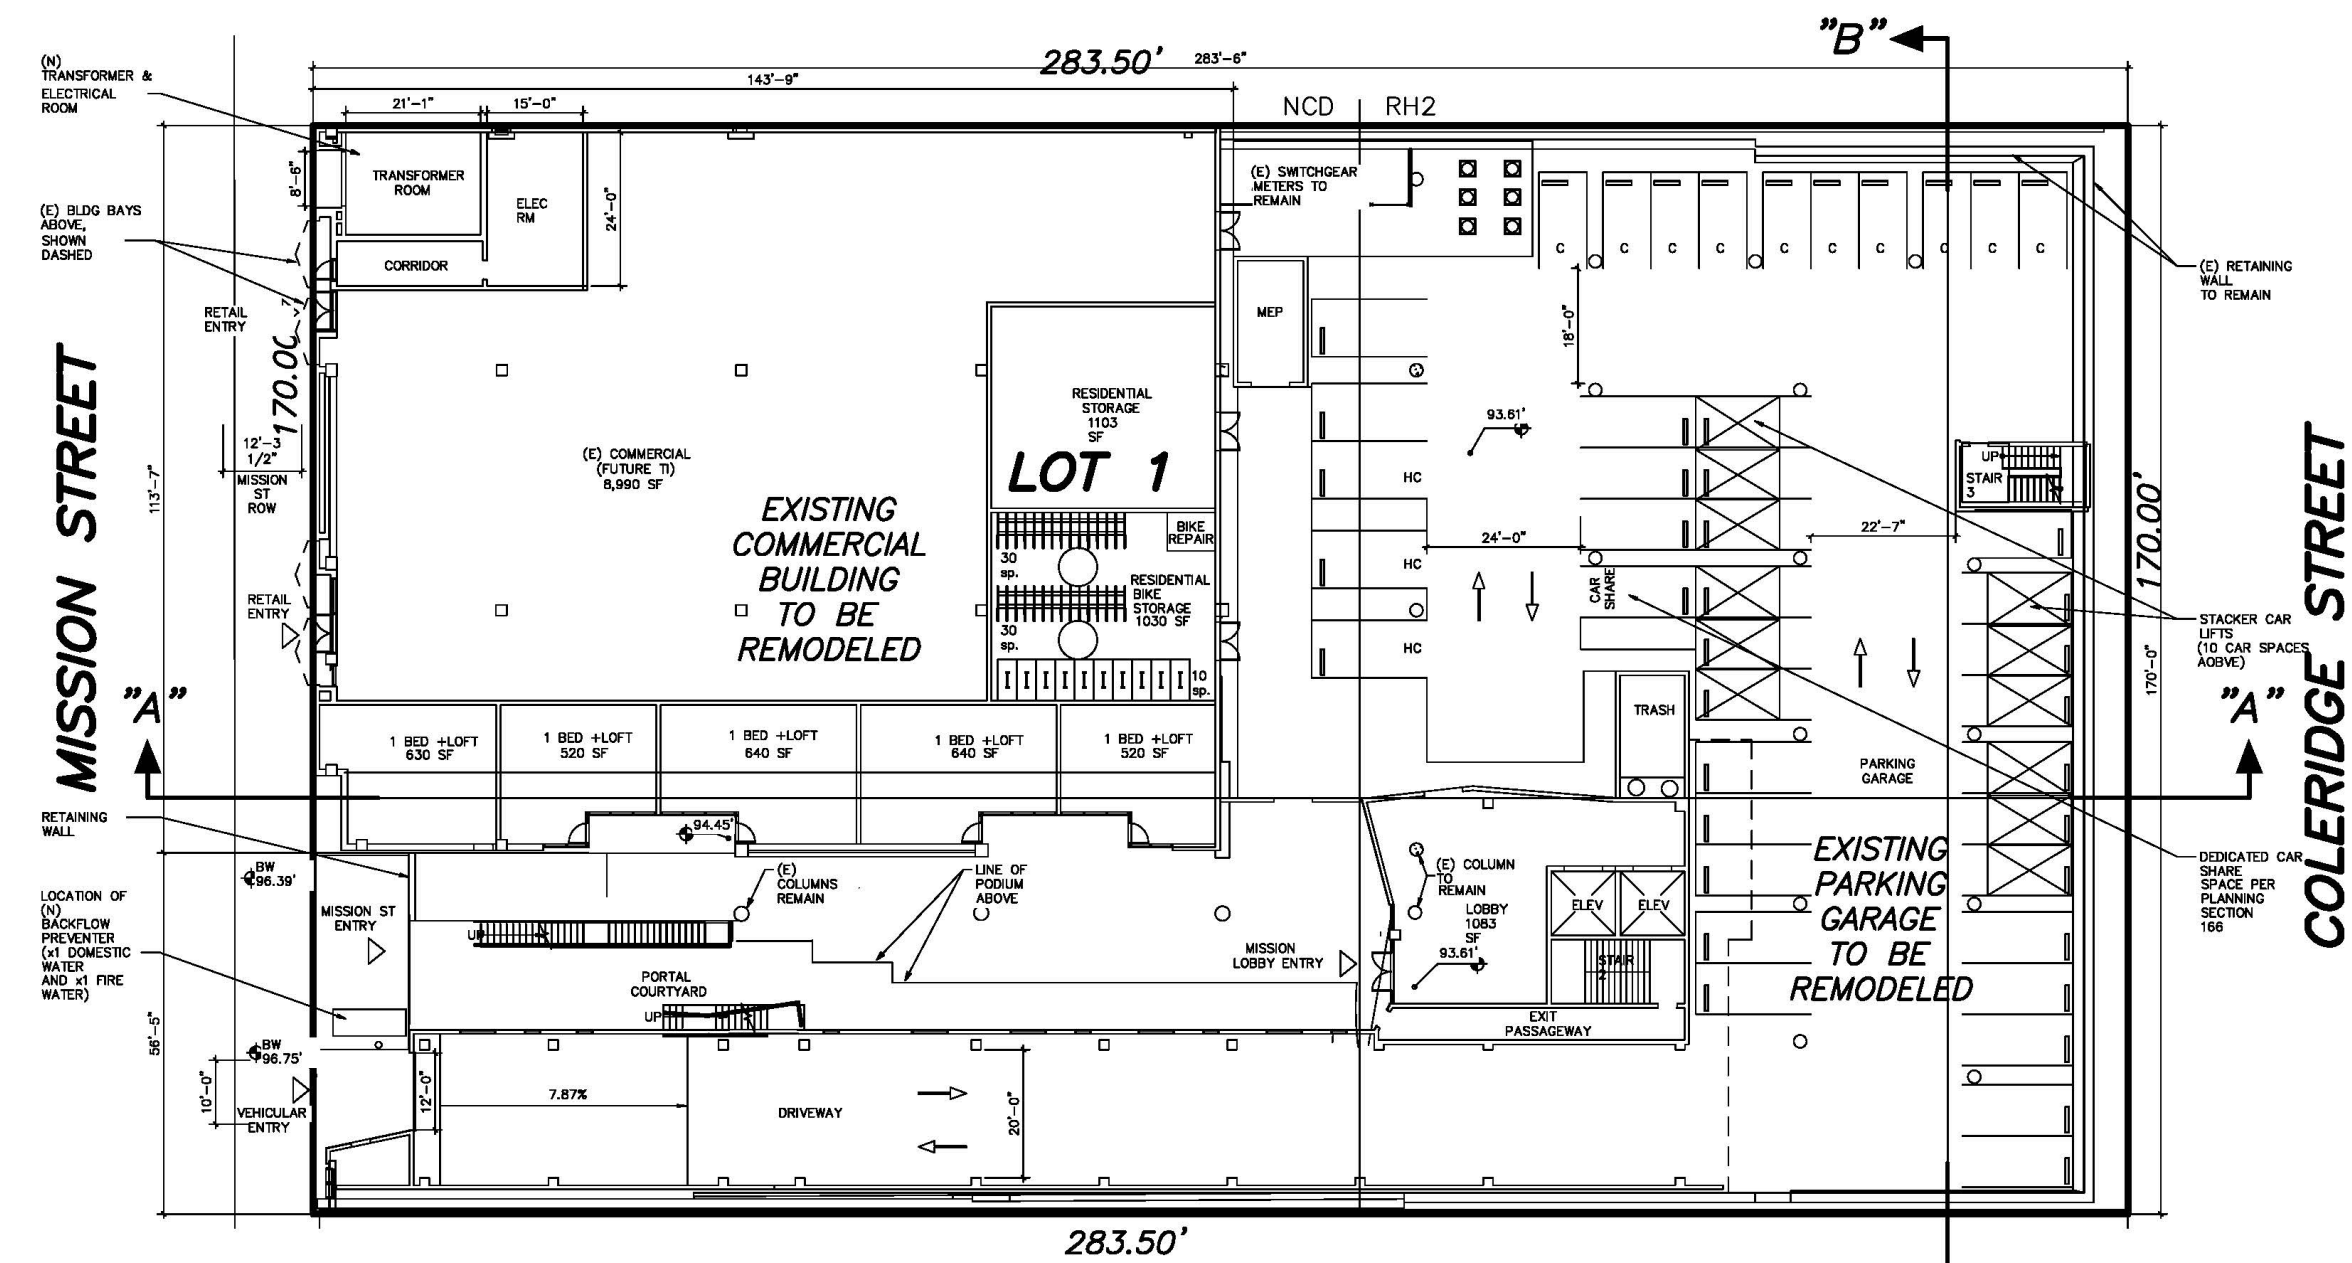 "B"
283.50'
283'-6"
143'-9"
(N)
TRANSFORMER &
ELECTRICAL
ROOM
21'-1"
15'-0"
NCD
RH2
8'-6"
TRANSFORMER
ROOM
ELEC
RM
24'-0"
(E) SWITCHGEAR
METERS TO
REMAIN
(E) BLDG BAYS
ABOVE,
SHOWN
DASHED
CORRIDOR
C
C
C
C
C
C
C
C
C
C
(E) RETAINING
WALL
TO REMAIN
RETAIL
ENTRY
MEP
18'-0"
MISSION STREET
170.00
113'-7"
12'-3
1/2"
MISSION
ST
ROW
(E) COMMERCIAL
(FUTURE TI)
8,990 SF
RESIDENTIAL
STORAGE
1103
SF
LOT 1
93.61'
HC
UP
STAIR
3
EXISTING
COMMERCIAL
BUILDING
TO BE
REMODELED
BIKE
REPAIR
30
sp.
RESIDENTIAL
BIKE
STORAGE
1030 SF
30
sp.
10
sp.
HC
HC
24'-0"
22'-7"
CAR
SHARE
170.00'
170'-0"
COLERIDGE STREET
STACKER CAR
LIFTS
(10 CAR SPACES
AOBVE)
RETAIL
ENTRY
"A"
"A"
1 BED +LOFT
630 SF
1 BED +LOFT
520 SF
1 BED +LOFT
640 SF
1 BED +LOFT
640 SF
1 BED +LOFT
520 SF
TRASH
PARKING
GARAGE
RETAINING
WALL
94.45'
BW
96.39'
(E)
COLUMNS
REMAIN
LINE OF
PODIUM
ABOVE
(E) COLUMN
TO
REMAIN
LOBBY
1083
SF
ELEV
ELEV
EXISTING
PARKING
GARAGE
TO BE
REMODELED
DEDICATED CAR
SHARE
SPACE PER
PLANNING
SECTION
166
LOCATION OF
(N)
BACKFLOW
PREVENTER
(x1 DOMESTIC
WATER
AND x1 FIRE
WATER)
MISSION ST
ENTRY
UP
MISSION
LOBBY ENTRY
93.61'
STAIR
2
PORTAL
COURTYARD
UP
EXIT
PASSAGEWAY
56'-5"
BW
96.75'
10'-0"
VEHICULAR
ENTRY
12'-0"
7.87%
DRIVEWAY
20'-0"
283.50'